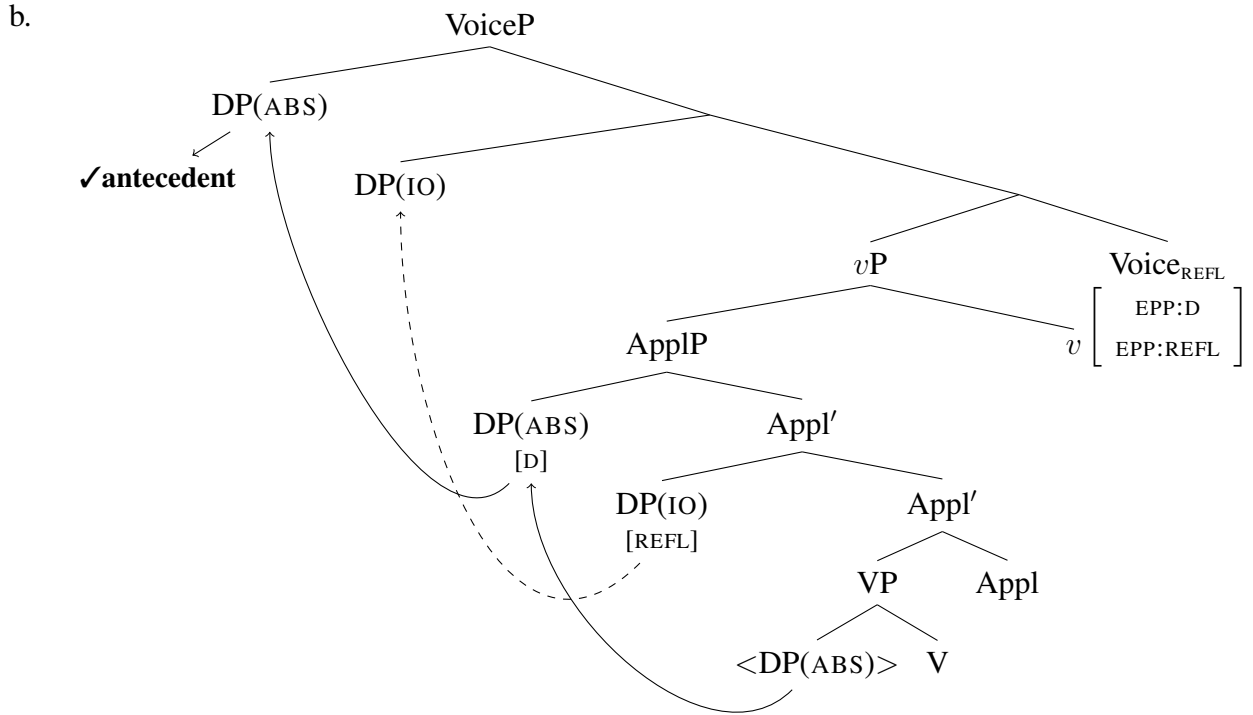 b.
VoiceP
DP(ABS)
✓antecedent
DP(IO)
vP
Voice_REFL
ApplP
v
[ EPP:D
EPP:REFL ]
DP(ABS)
[D]
Appl′
DP(IO)
[REFL]
Appl′
VP
Appl
<DP(ABS)>
V